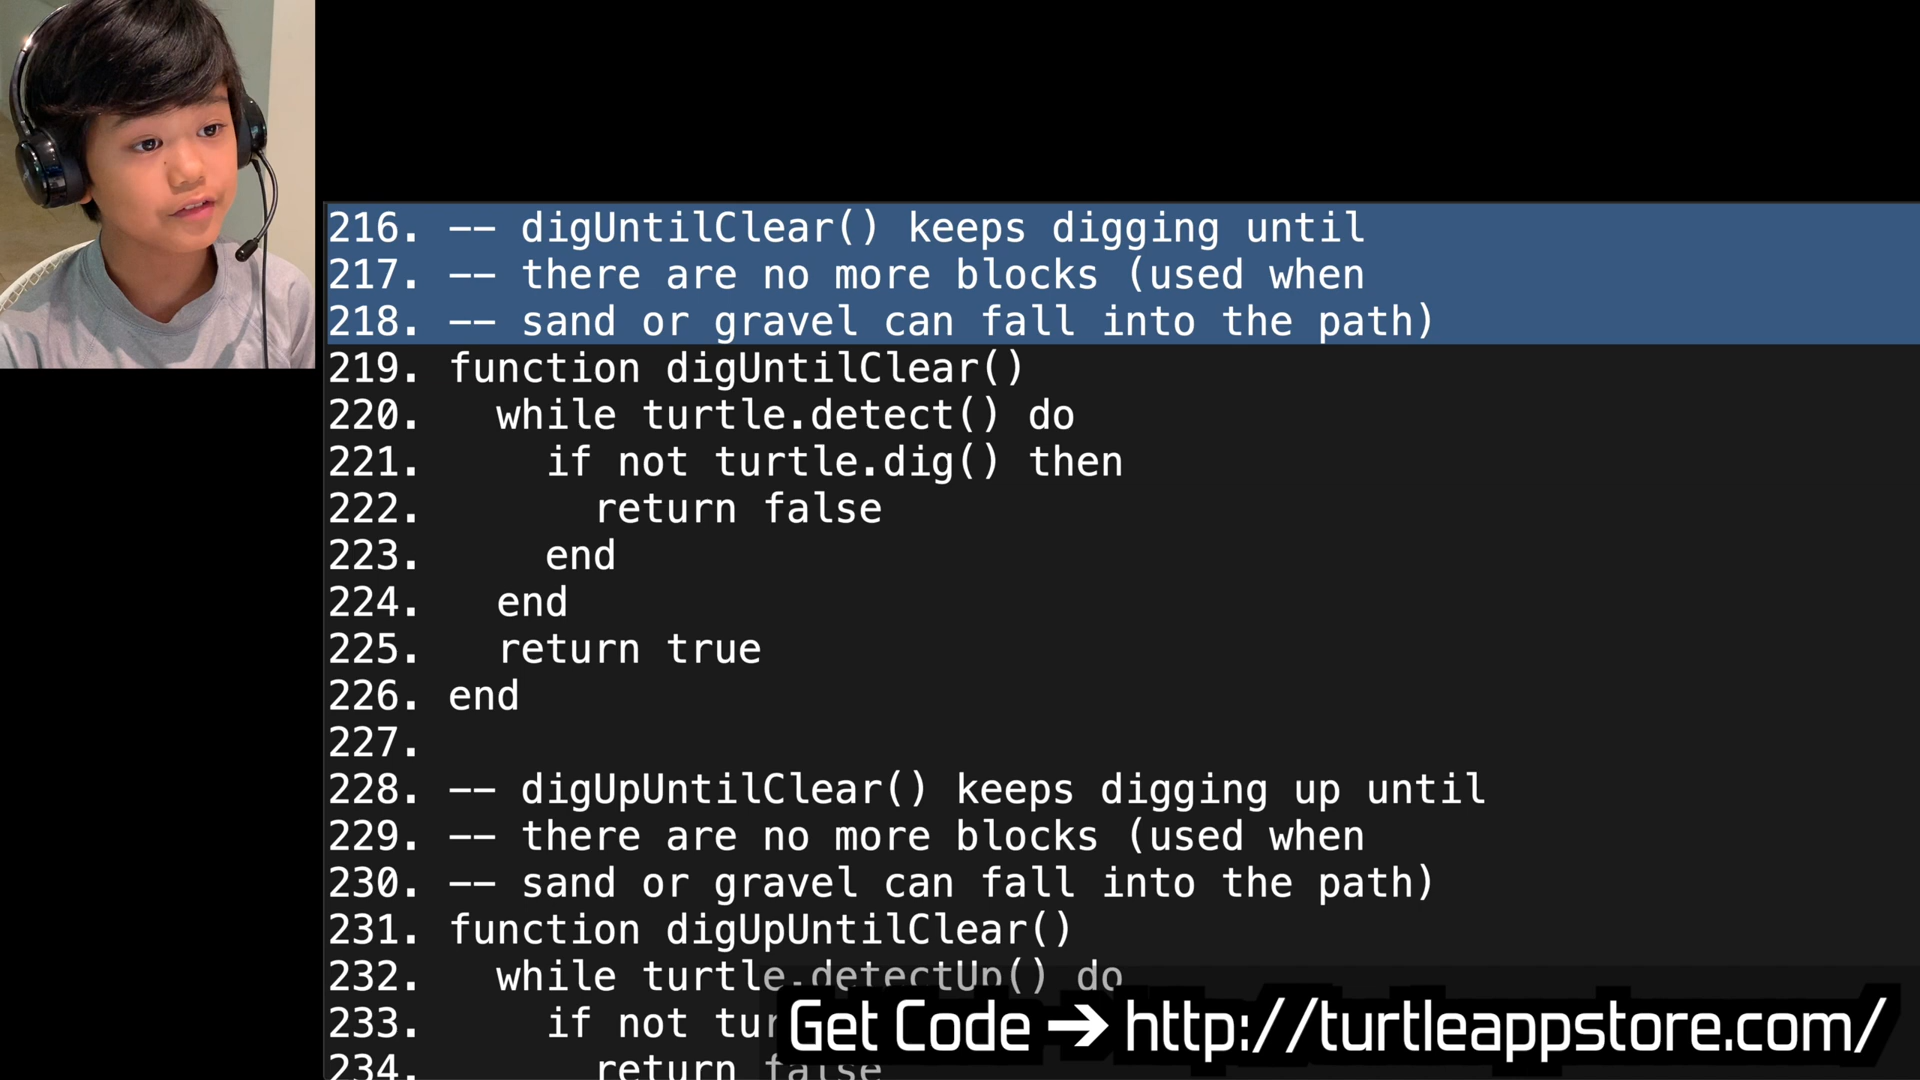 216. -- digUntilClear() keeps digging until
217. -- there are no more blocks (used when
218. -- sand or gravel can fall into the path)
219. function digUntilClear()
220.   while turtle.detect() do
221.     if not turtle.dig() then
222.       return false
223.     end
224.   end
225.   return true
226. end
227.
228. -- digUpUntilClear() keeps digging up until
229. -- there are no more blocks (used when
230. -- sand or gravel can fall into the path)
231. function digUpUntilClear()
232.   while turtle.detectUp() do
233.     if not tur
234.       return false
Get Code ➔ http://turtleappstore.com/